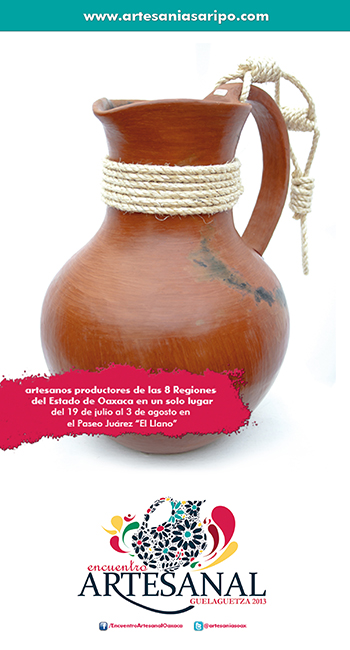 www.artesaniasaripo.com
artesanos productores de las 8 Regiones
del Estado de Oaxaca en un solo lugar
del 19 de julio al 3 de agosto en
el Paseo Juárez “El Llano”
encuentro
ARTESANAL
GUELAGUETZA 2013
/EncuentroArtesanalOaxaca
@artesaniasoax